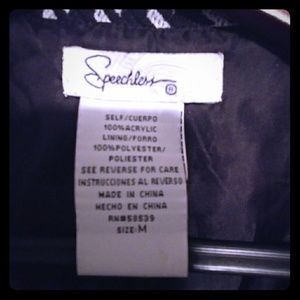 Speechless ®
SELF/CUERPO
100%ACRYLIC
LINING/FORRO
100%POLYESTER/
POLIESTER
SEE REVERSE FOR CARE
INSTRUCCIONES AL REVERSO
MADE IN CHINA
HECHO EN CHINA
RN#58539
SIZE: M